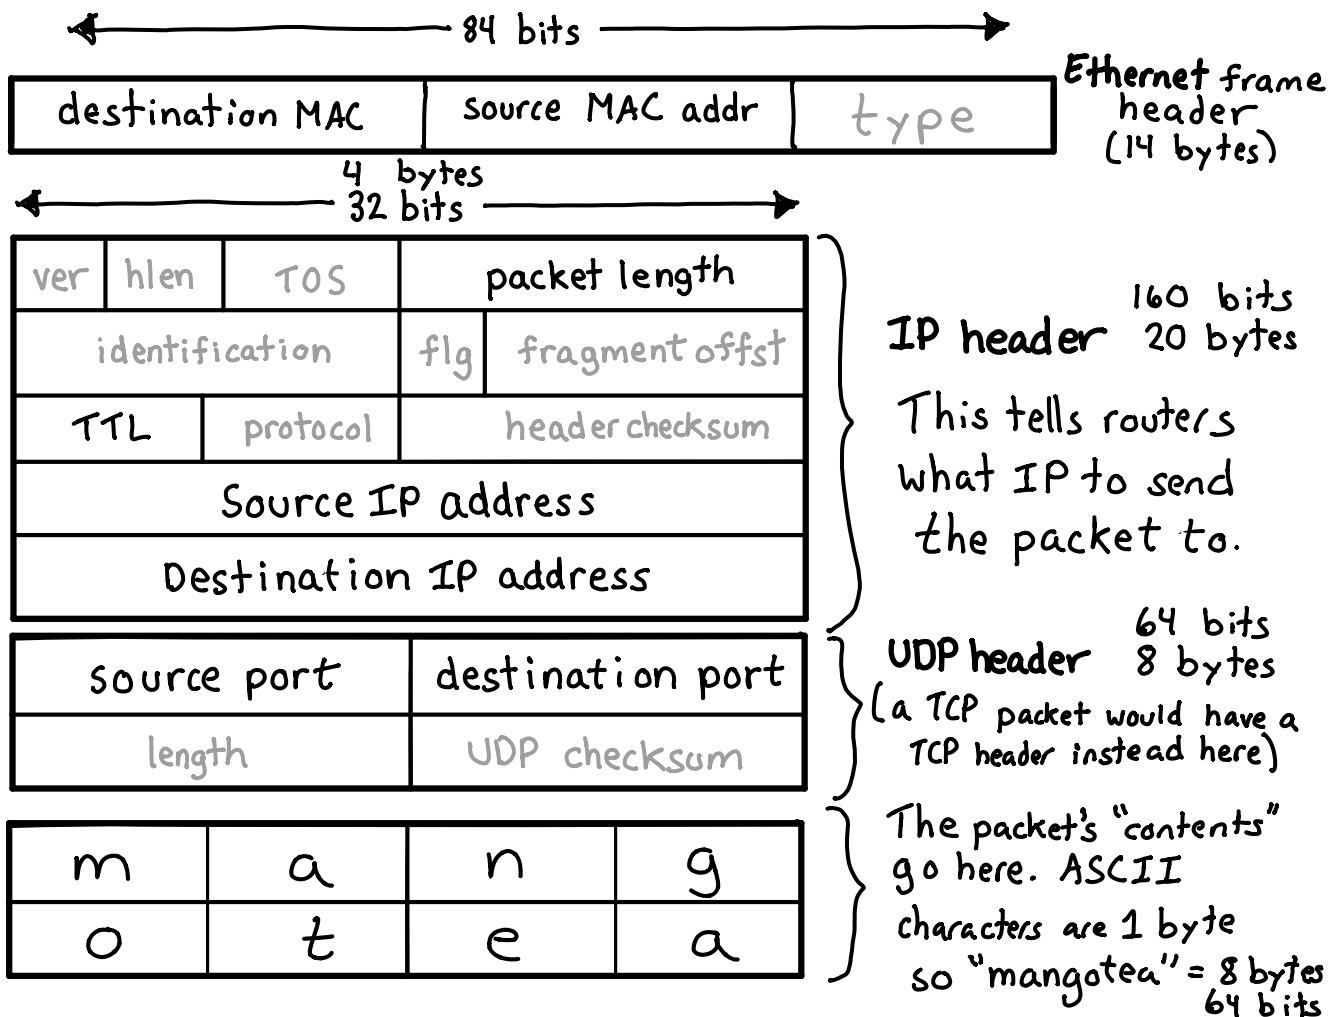 84 bits
destination MAC source MAC addr type
Ethernet frame
header
(14 bytes)
4 bytes
32 bits
ver hlen TOS packet length
identification flg fragment offst
TTL protocol header checksum
Source IP address
Destination IP address
160 bits
IP header 20 bytes
This tells routers
what IP to send
the packet to.
source port destination port
length UDP checksum
64 bits
UDP header 8 bytes
(a TCP packet would have a
TCP header instead here)
m a n g
o t e a
The packet's "contents"
go here. ASCII
characters are 1 byte
so "mangotea" = 8 bytes
64 bits